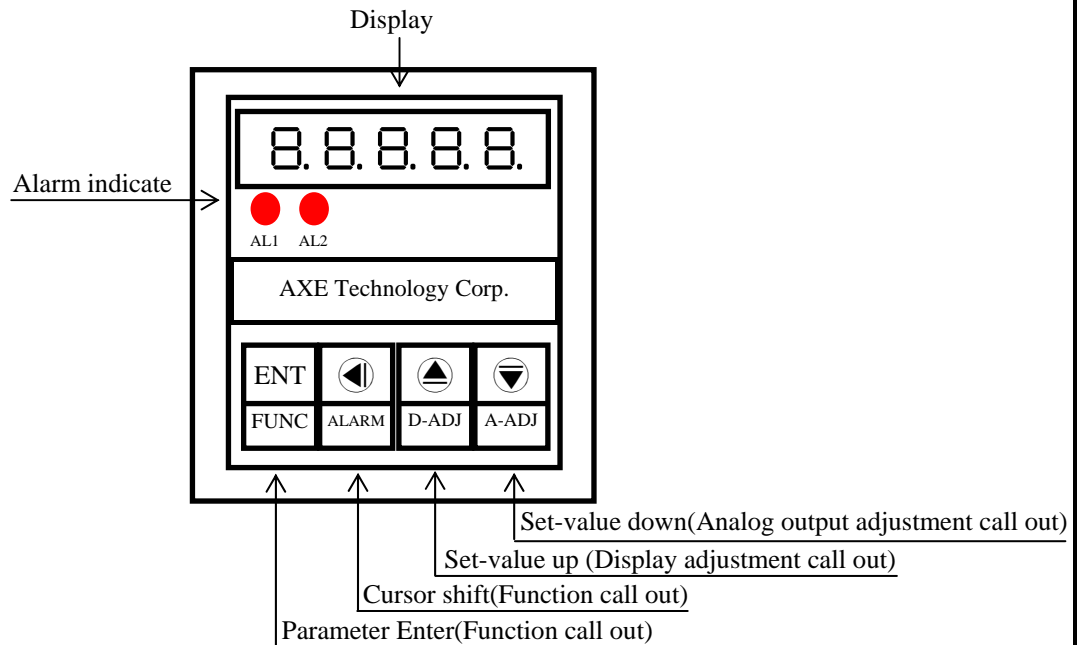 Display
8.8.8.8.8.
Alarm indicate
AL1 AL2
AXE Technology Corp.
ENT
FUNC ALARM D-ADJ A-ADJ
Set-value down(Analog output adjustment call out)
Set-value up (Display adjustment call out)
Cursor shift(Function call out)
Parameter Enter(Function call out)